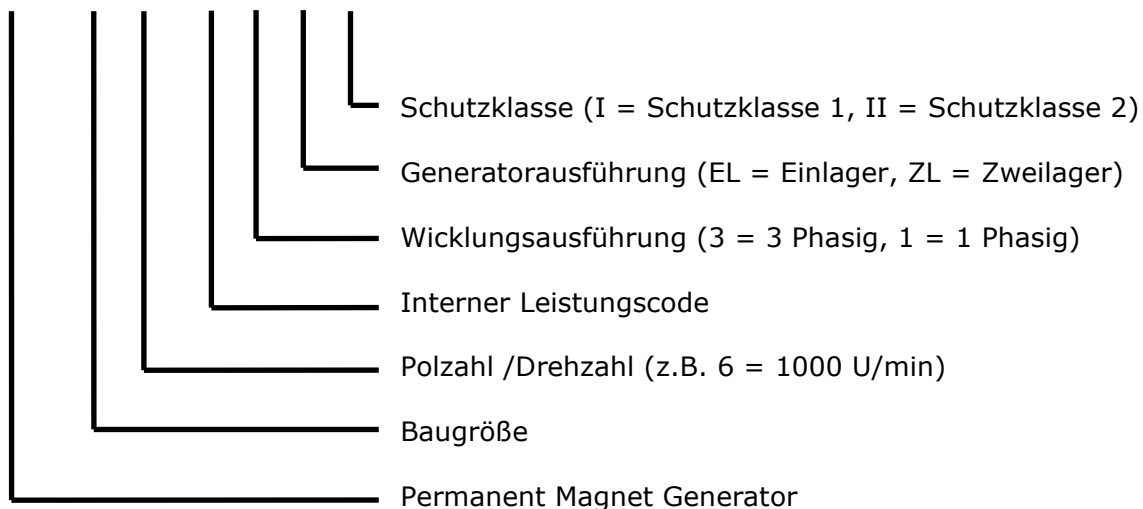 Schutzklasse (I = Schutzklasse 1, II = Schutzklasse 2)
Generatorausführung (EL = Einlager, ZL = Zweilager)
Wicklungsausführung (3 = 3 Phasig, 1 = 1 Phasig)
Interner Leistungscode
Polzahl /Drehzahl (z.B. 6 = 1000 U/min)
Baugröße
Permanent Magnet Generator